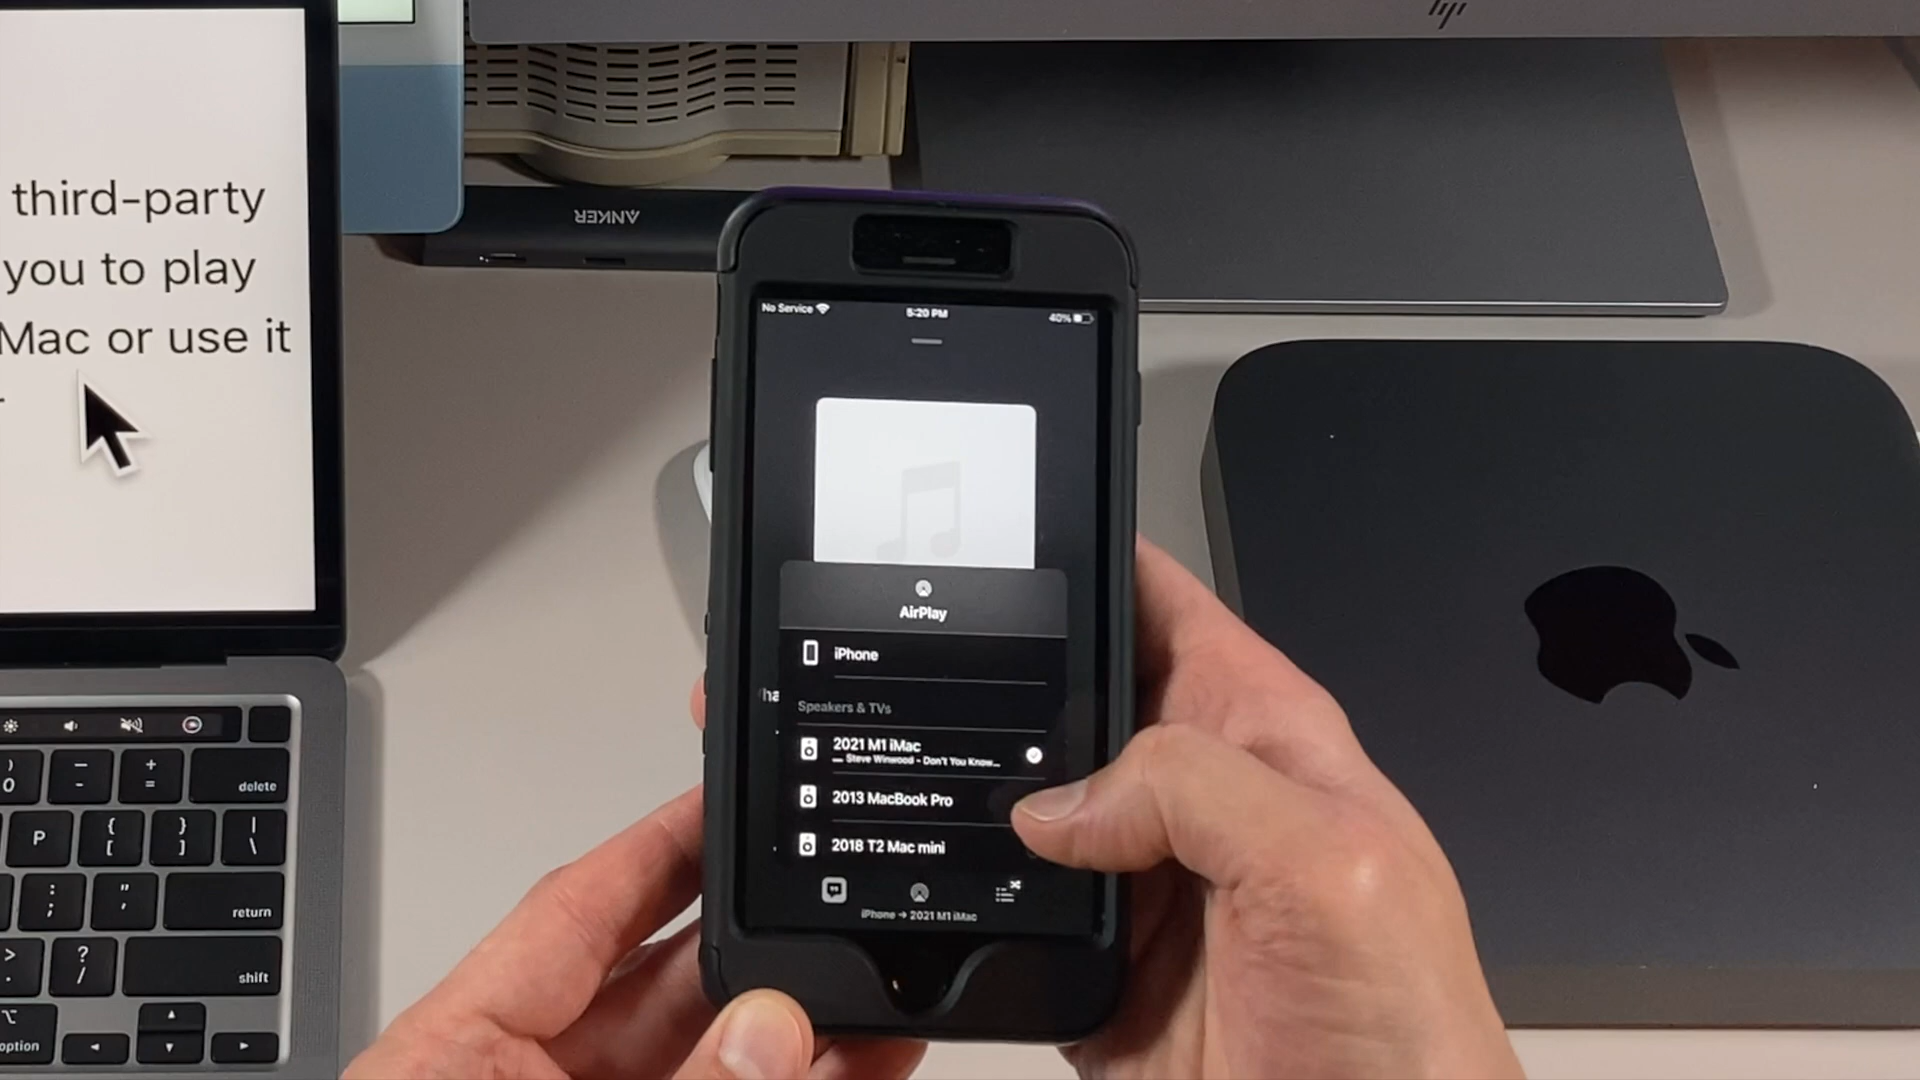 third-party
you to play
Mac or use it
ANKER
No Service
5:20 PM
40%
AirPlay
iPhone
Speakers & TVs
2021 M1 iMac
Steve Winwood - Don't You Know...
2013 MacBook Pro
2018 T2 Mac mini
iPhone → 2021 M1 iMac
)
0
_
-
+
=
delete
P
{
[
}
]
|
\
:
;
"
'
return
>
.
?
/
shift
option